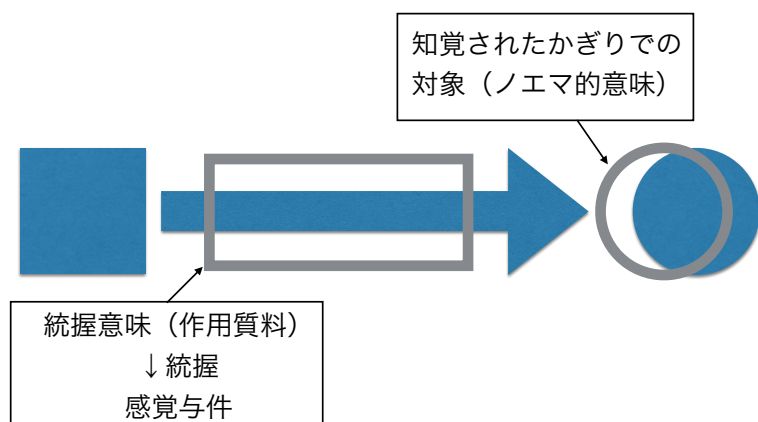 知覚されたかぎりでの
対象（ノエマ的意味）
統握意味（作用質料）
↓統握
感覚与件